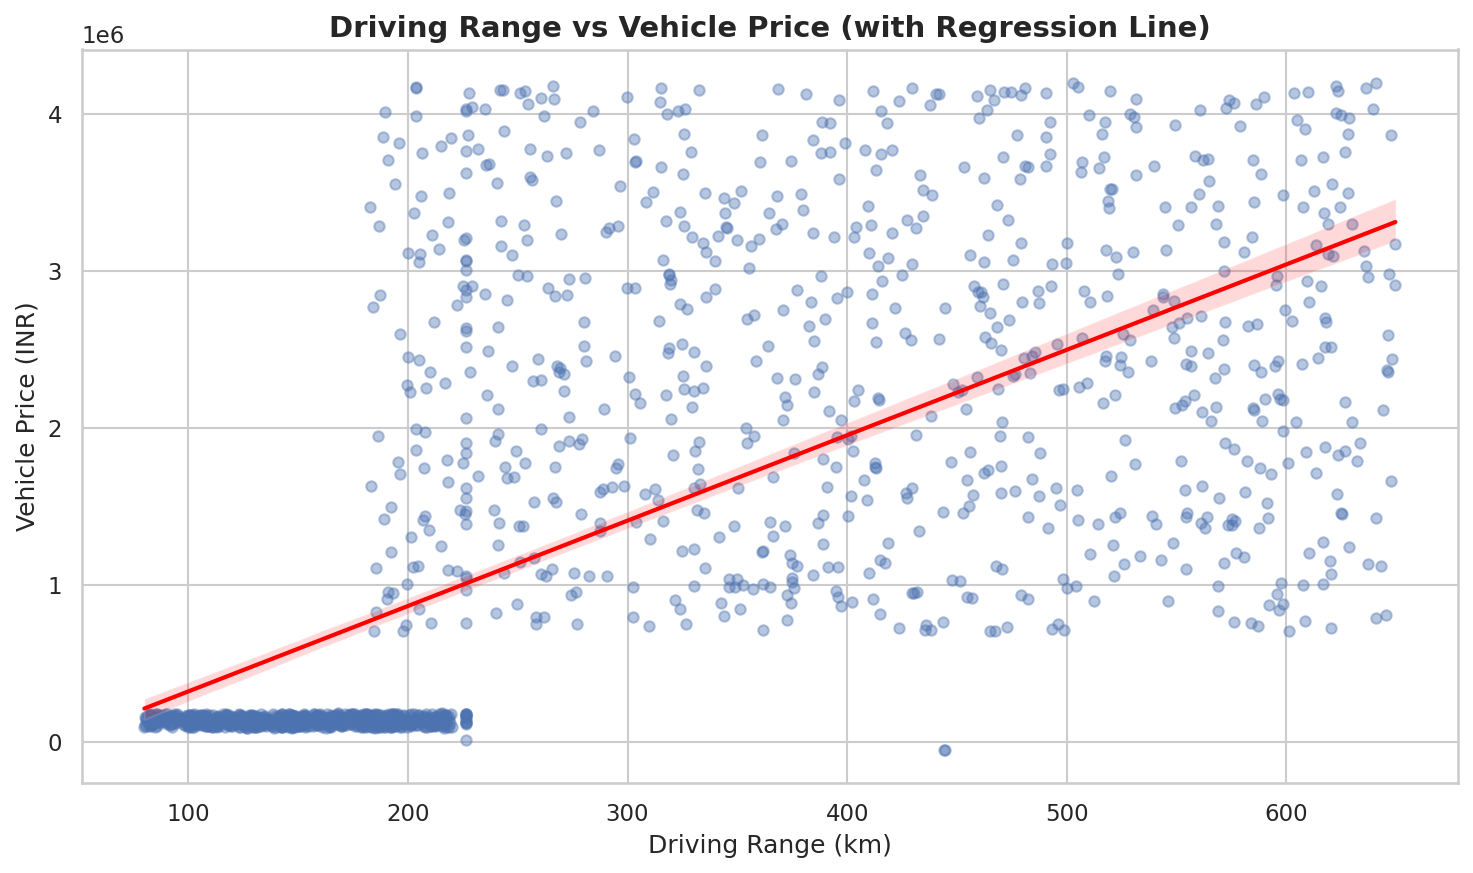 Driving Range vs Vehicle Price (with Regression Line)
1e6
4
3
2
1
0
Vehicle Price (INR)
100 200 300 400 500 600
Driving Range (km)